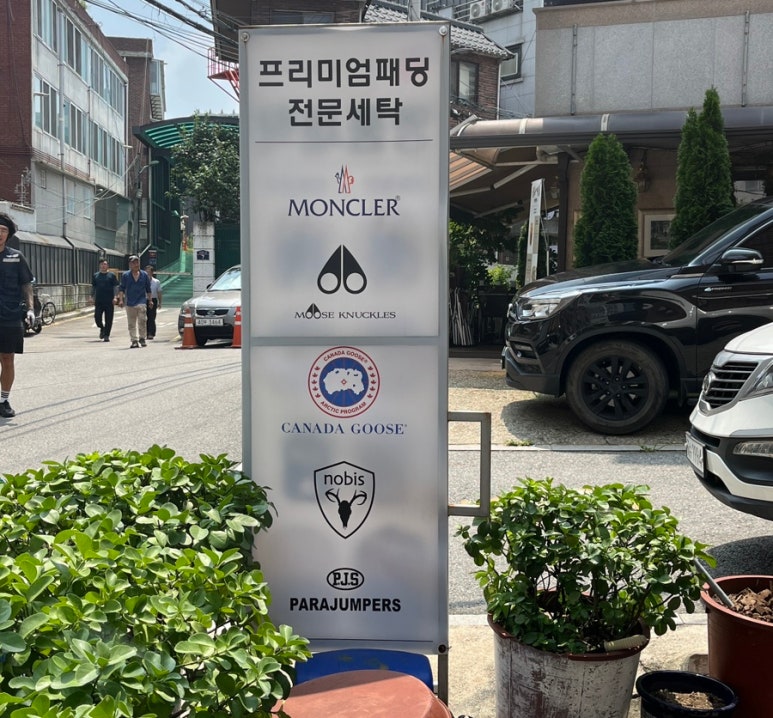 프리미엄패딩
전문세탁
MONCLER
MOOSE KNUCKLES
CANADA GOOSE
ARCTIC PROGRAM
CANADA GOOSE
nobis
PJS
PARAJUMPERS